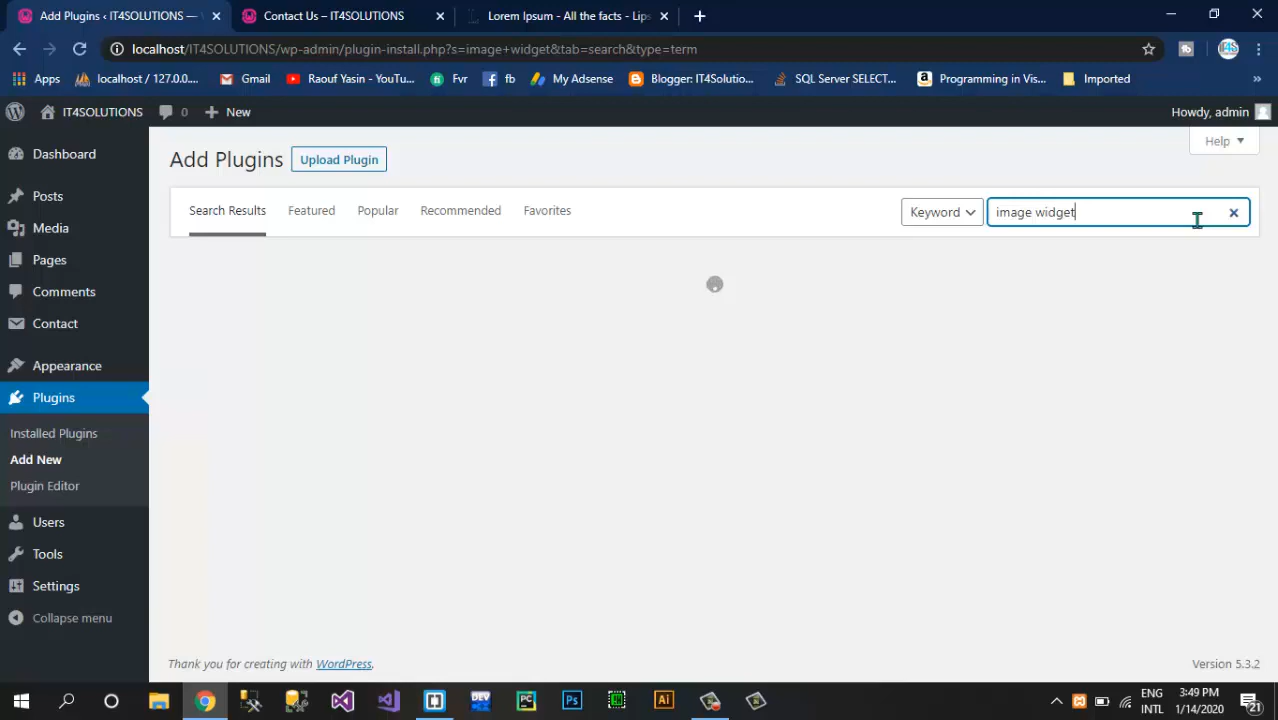 Add Plugins ‹ IT4SOLUTIONS — 
Contact Us – IT4SOLUTIONS
Lorem Ipsum - All the facts - Lips
localhost/IT4SOLUTIONS/wp-admin/plugin-install.php?s=image+widget&tab=search&type=term
Apps
localhost / 127.0.0....
Gmail
Raouf Yasin - YouTu...
Fvr
fb
My Adsense
Blogger: IT4Solutio...
SQL Server SELECT...
Programming in Vis...
Imported
»
IT4SOLUTIONS
0
New
Howdy, admin
Help
Dashboard
Posts
Media
Pages
Comments
Contact
Appearance
Plugins
Installed Plugins
Add New
Plugin Editor
Users
Tools
Settings
Collapse menu
Add Plugins
Upload Plugin
Search Results
Featured
Popular
Recommended
Favorites
Keyword
image widget
Thank you for creating with WordPress.
Version 5.3.2
ENG
INTL
3:49 PM
1/14/2020
21